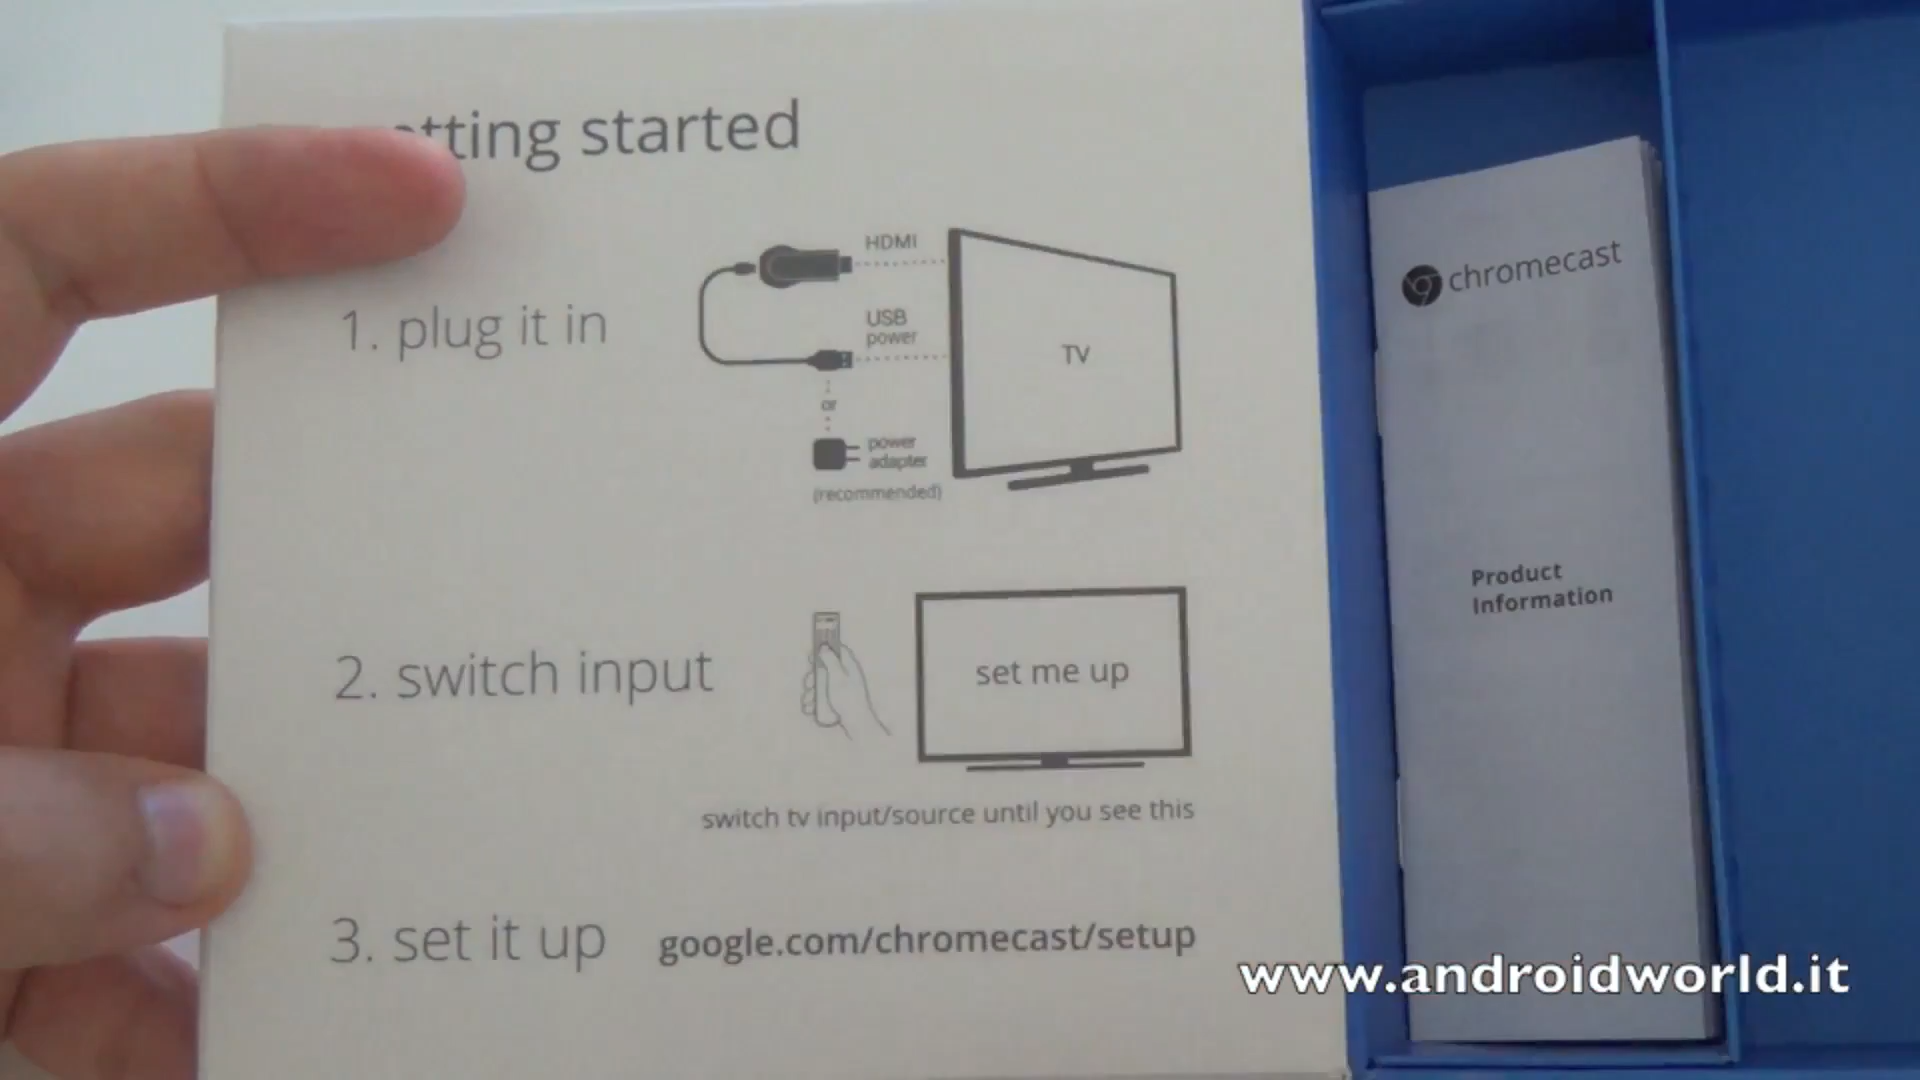 tting started
1. plug it in
HDMI
USB
power
TV
or
power
adapter
(recommended)
2. switch input
set me up
switch tv input/source until you see this
3. set it up google.com/chromecast/setup
chromecast
Product
Information
www.androidworld.it